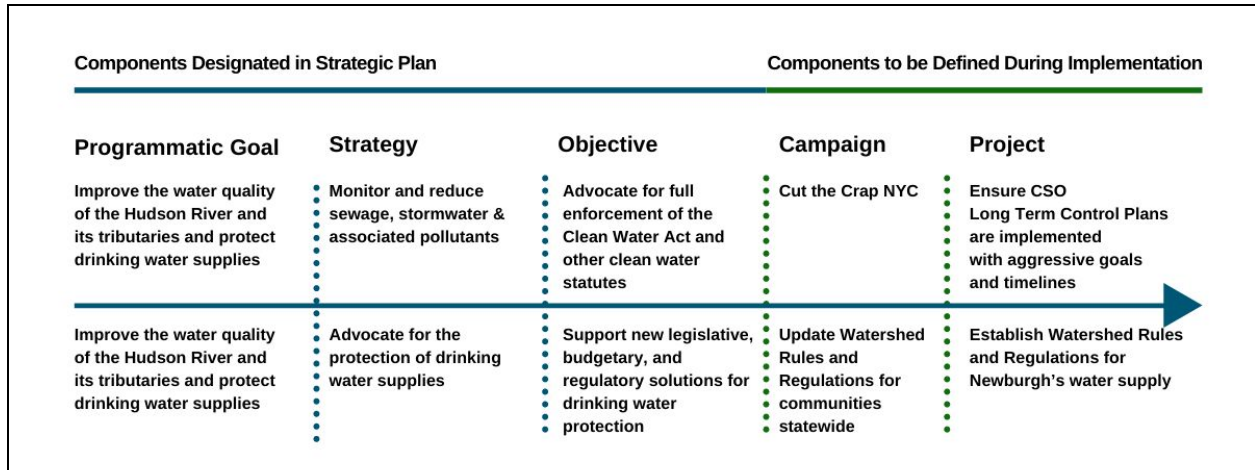 Components Designated in Strategic Plan
Components to be Defined During Implementation
Programmatic Goal
Strategy
Objective
Campaign
Project
Improve the water quality
of the Hudson River and
its tributaries and protect
drinking water supplies
Monitor and reduce
sewage, stormwater &
associated pollutants
Advocate for full
enforcement of the
Clean Water Act and
other clean water
statutes
Cut the Crap NYC
Ensure CSO
Long Term Control Plans
are implemented
with aggressive goals
and timelines
Improve the water quality
of the Hudson River and
its tributaries and protect
drinking water supplies
Advocate for the
protection of drinking
water supplies
Support new legislative,
budgetary, and
regulatory solutions for
drinking water
protection
Update Watershed
Rules and
Regulations for
communities
statewide
Establish Watershed Rules
and Regulations for
Newburgh’s water supply